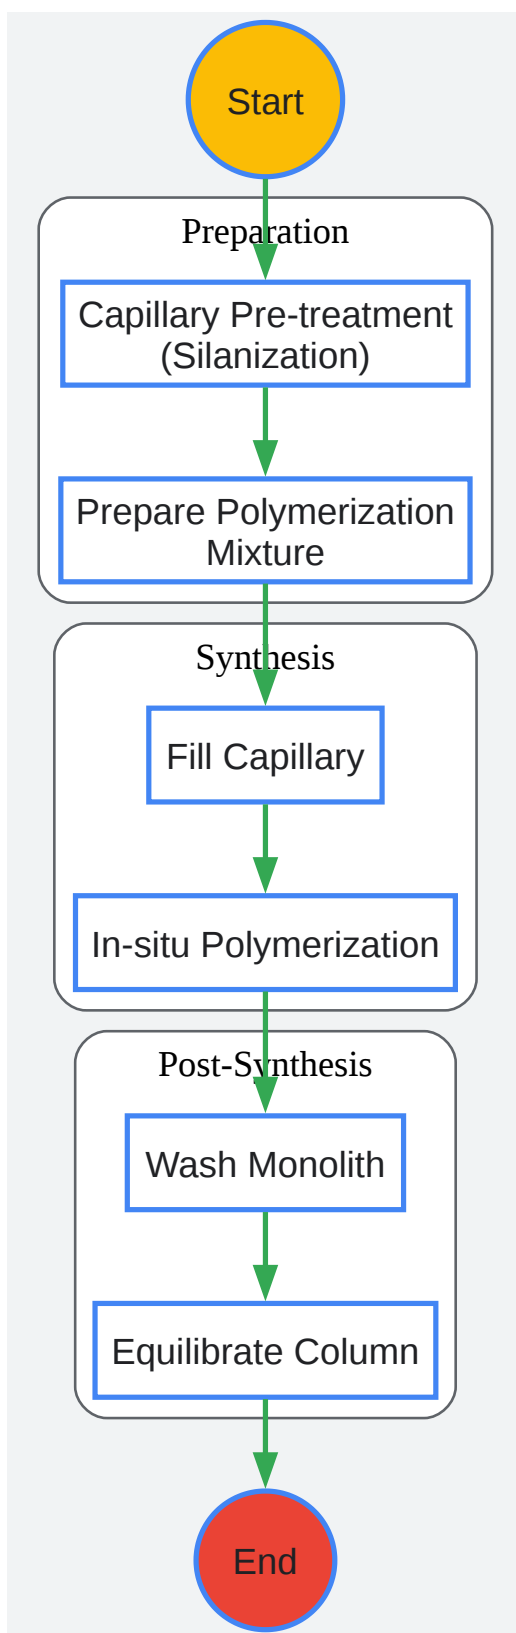 Start
Preparation
Capillary Pre-treatment
(Silanization)
Prepare Polymerization
Mixture
Synthesis
Fill Capillary
In-situ Polymerization
Post-Synthesis
Wash Monolith
Equilibrate Column
End